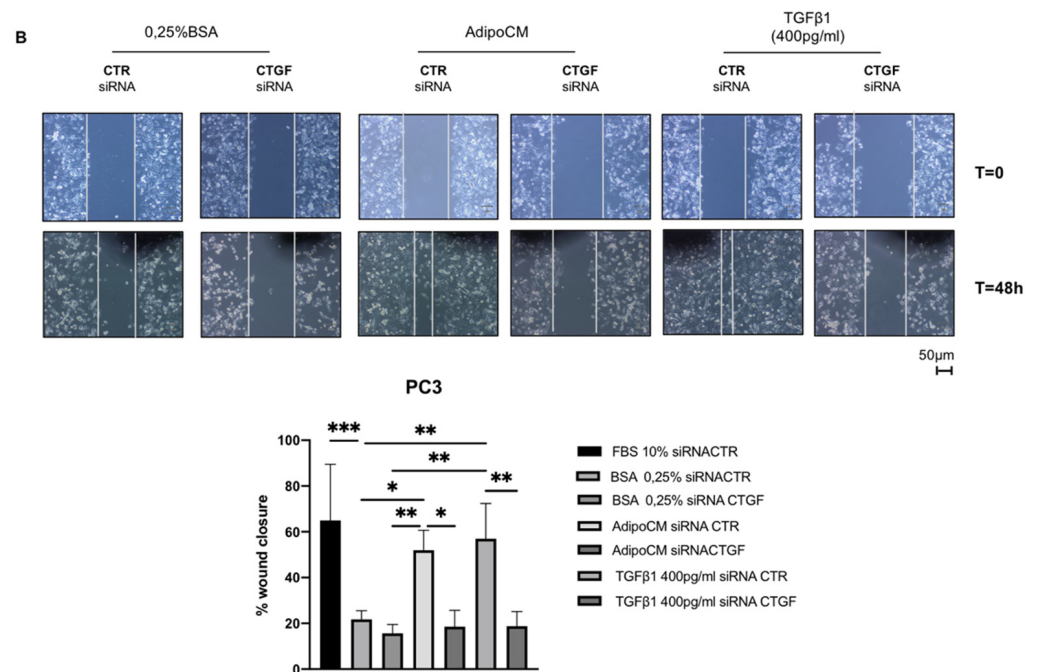 B
0,25%BSA
AdipoCM
TGFβ1
(400pg/ml)
CTR
siRNA
CTGF
siRNA
CTR
siRNA
CTGF
siRNA
CTR
siRNA
CTGF
siRNA
T=0
T=48h
50µm
PC3
% wound closure
100
80
60
40
20
0
***
**
**
**
*
**
*
FBS 10% siRNACTR
BSA 0,25% siRNACTR
BSA 0,25% siRNA CTGF
AdipoCM siRNA CTR
AdipoCM siRNACTGF
TGFβ1 400pg/ml siRNA CTR
TGFβ1 400pg/ml siRNA CTGF